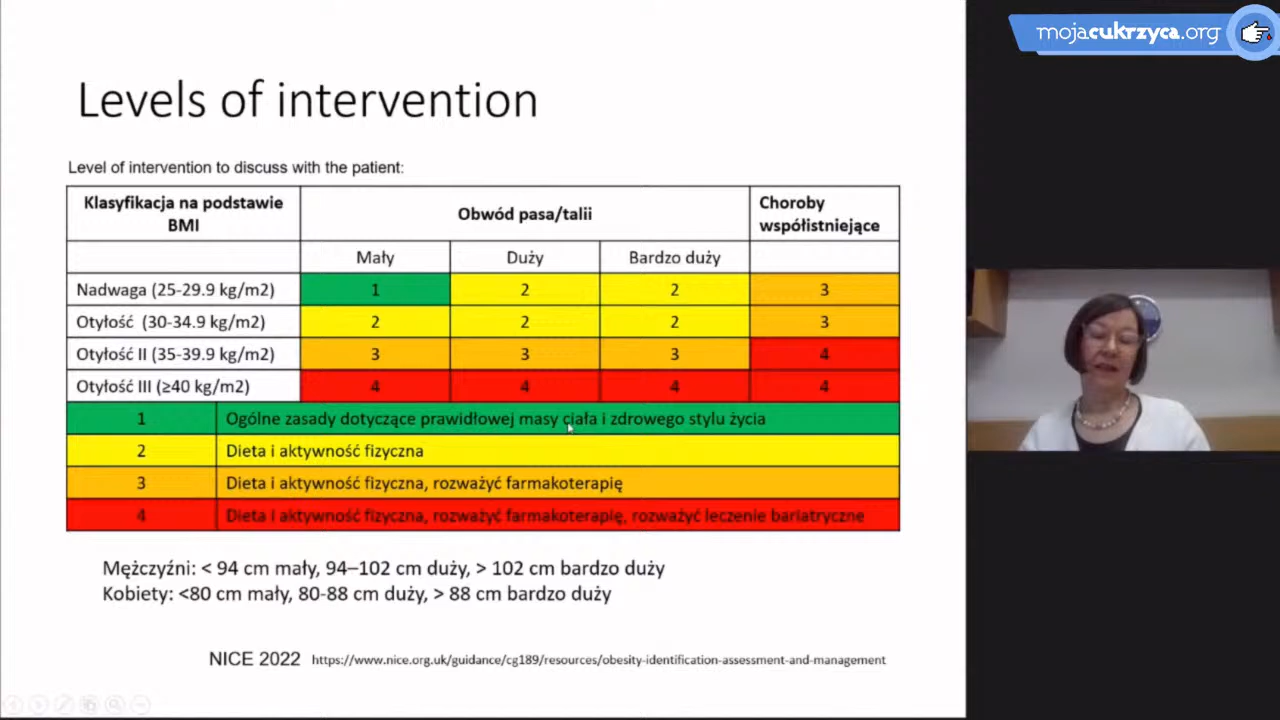 mojacukrzyca.org
Levels of intervention
Level of intervention to discuss with the patient:
Klasyfikacja na podstawie BMI Obwód pasa/talii Choroby współistniejące
Mały Duży Bardzo duży
Nadwaga (25-29.9 kg/m2) 1 2 2 3
Otyłość (30-34.9 kg/m2) 2 2 2 3
Otyłość II (35-39.9 kg/m2) 3 3 3 4
Otyłość III (≥40 kg/m2) 4 4 4 4
1 Ogólne zasady dotyczące prawidłowej masy ciała i zdrowego stylu życia
2 Dieta i aktywność fizyczna
3 Dieta i aktywność fizyczna, rozważyć farmakoterapię
4 Dieta i aktywność fizyczna, rozważyć farmakoterapię, rozważyć leczenie bariatryczne
Mężczyźni: < 94 cm mały, 94–102 cm duży, > 102 cm bardzo duży
Kobiety: <80 cm mały, 80-88 cm duży, > 88 cm bardzo duży
NICE 2022 https://www.nice.org.uk/guidance/cg189/resources/obesity-identification-assessment-and-management